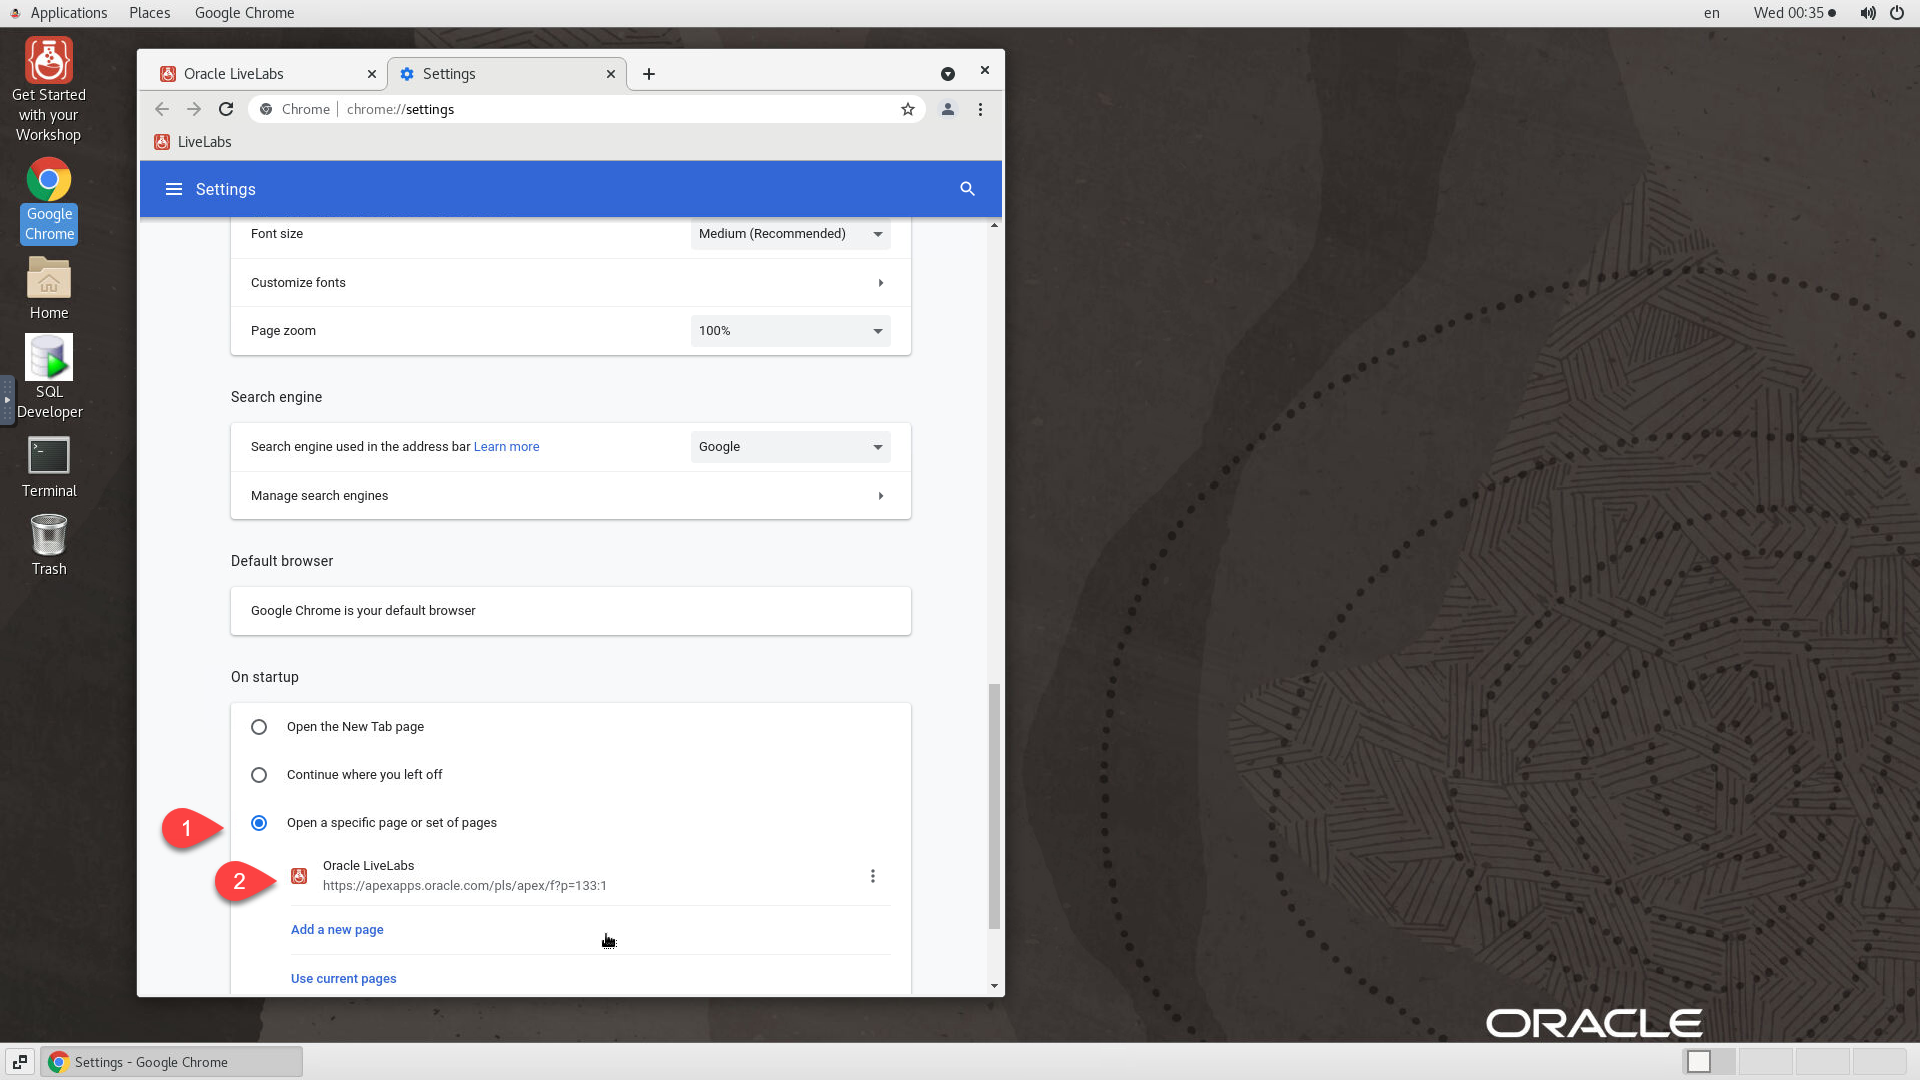 Applications Places Google Chrome en Wed 00:35
Get Started
with your
Workshop
Google
Chrome
Home
SQL
Developer
Terminal
Trash
Oracle LiveLabs Settings
Chrome chrome://settings
LiveLabs
Settings
Font size Medium (Recommended)
Customize fonts
Page zoom 100%
Search engine
Search engine used in the address bar Learn more Google
Manage search engines
Default browser
Google Chrome is your default browser
On startup
Open the New Tab page
Continue where you left off
1 Open a specific page or set of pages
2 Oracle LiveLabs
https://apexapps.oracle.com/pls/apex/f?p=133:1
Add a new page
Use current pages
ORACLE
Settings - Google Chrome